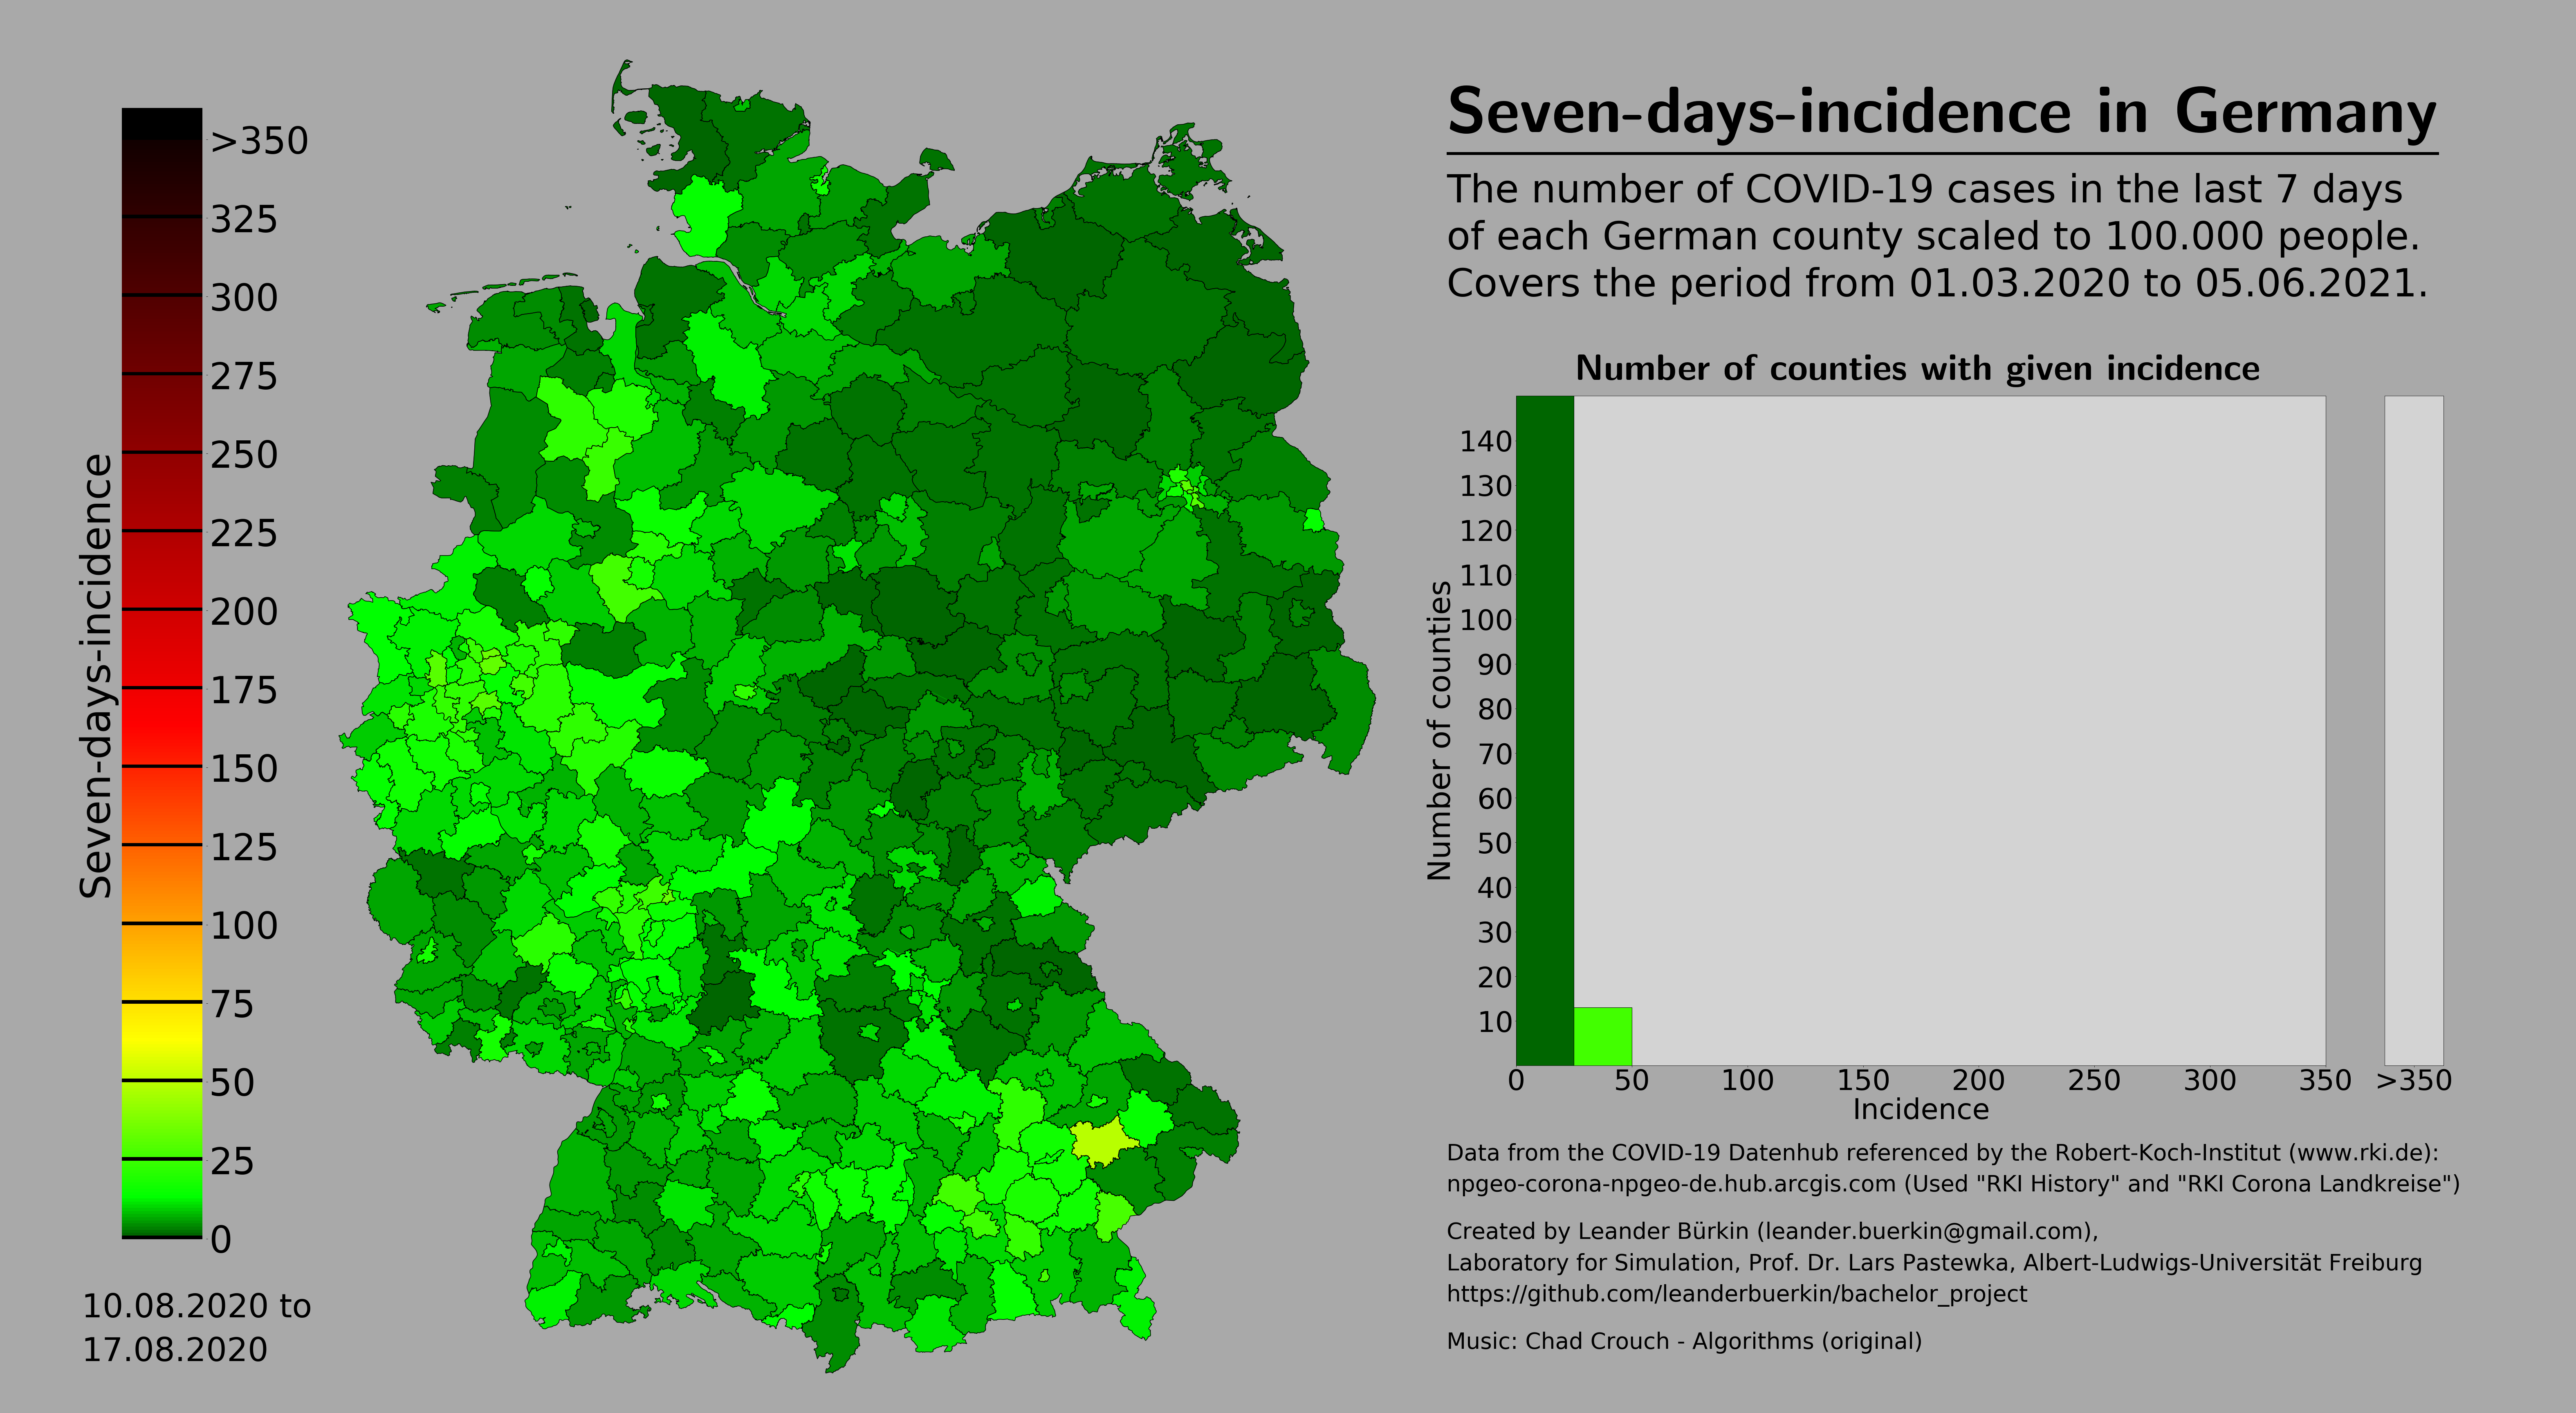 Seven-days-incidence in Germany
The number of COVID-19 cases in the last 7 days
of each German county scaled to 100.000 people.
Covers the period from 01.03.2020 to 05.06.2021.
Seven-days-incidence
>350
325
300
275
250
225
200
175
150
125
100
75
50
25
0
10.08.2020 to
17.08.2020
Number of counties with given incidence
Number of counties
140
130
120
110
100
90
80
70
60
50
40
30
20
10
0 50 100 150 200 250 300 350 >350
Incidence
Data from the COVID-19 Datenhub referenced by the Robert-Koch-Institut (www.rki.de):
npgeo-corona-npgeo-de.hub.arcgis.com (Used "RKI History" and "RKI Corona Landkreise")
Created by Leander Bürkin (leander.buerkin@gmail.com),
Laboratory for Simulation, Prof. Dr. Lars Pastewka, Albert-Ludwigs-Universität Freiburg
https://github.com/leanderbuerkin/bachelor_project
Music: Chad Crouch - Algorithms (original)